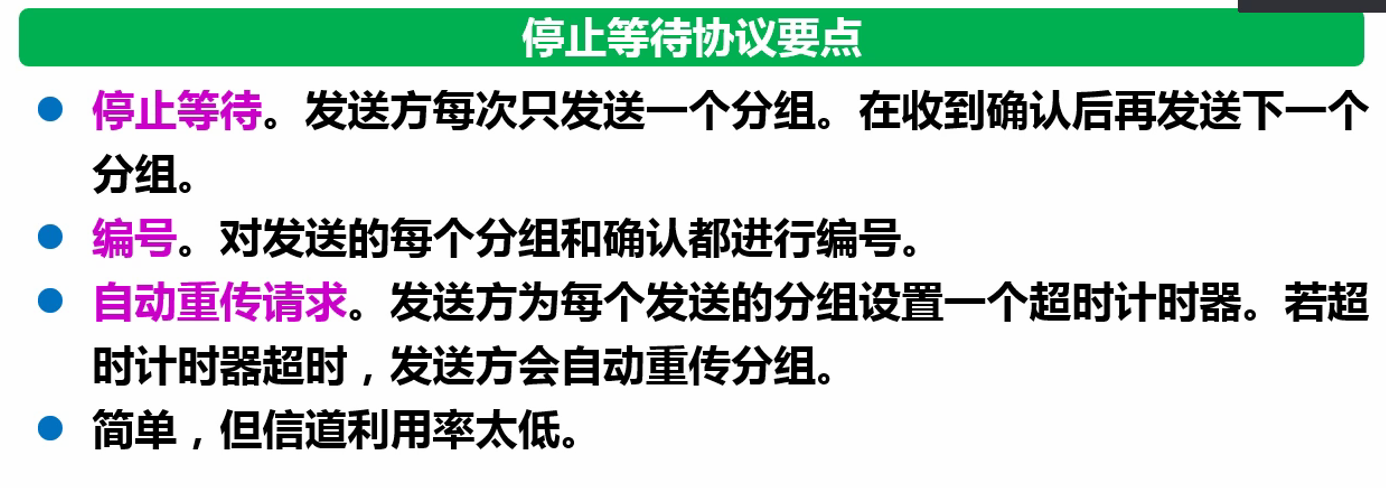 停止等待协议要点
停止等待。发送方每次只发送一个分组。在收到确认后再发送下一个
分组。
编号。对发送的每个分组和确认都进行编号。
自动重传请求。发送方为每个发送的分组设置一个超时计时器。若超
时计时器超时，发送方会自动重传分组。
简单，但信道利用率太低。